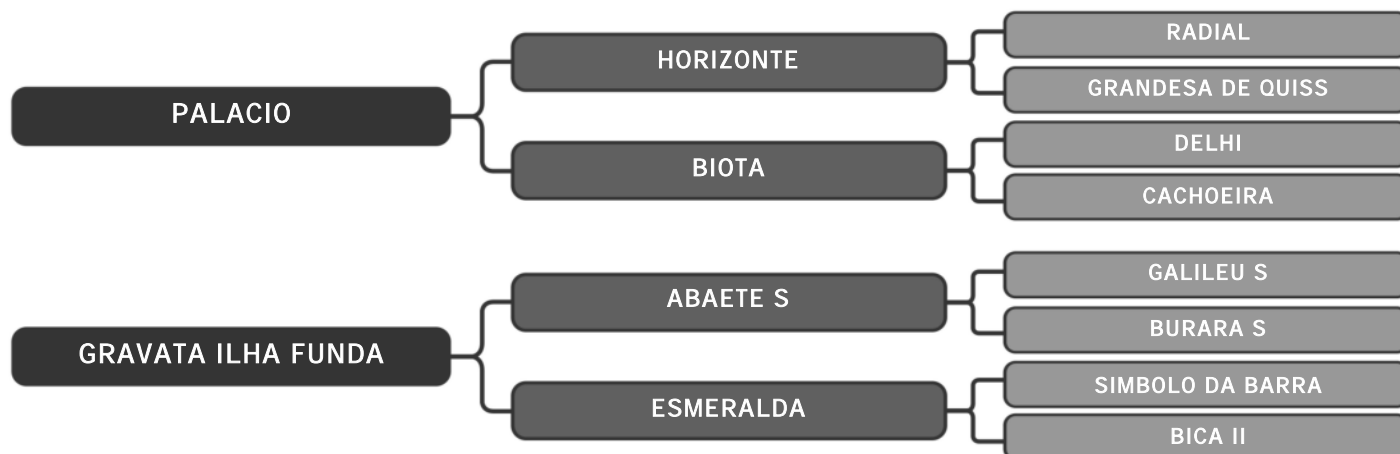 PALACIO
HORIZONTE
RADIAL
GRANDESA DE QUISS
BIOTA
DELHI
CACHOEIRA
GRAVATA ILHA FUNDA
ABAETE S
GALILEU S
BURARA S
ESMERALDA
SIMBOLO DA BARRA
BICA II